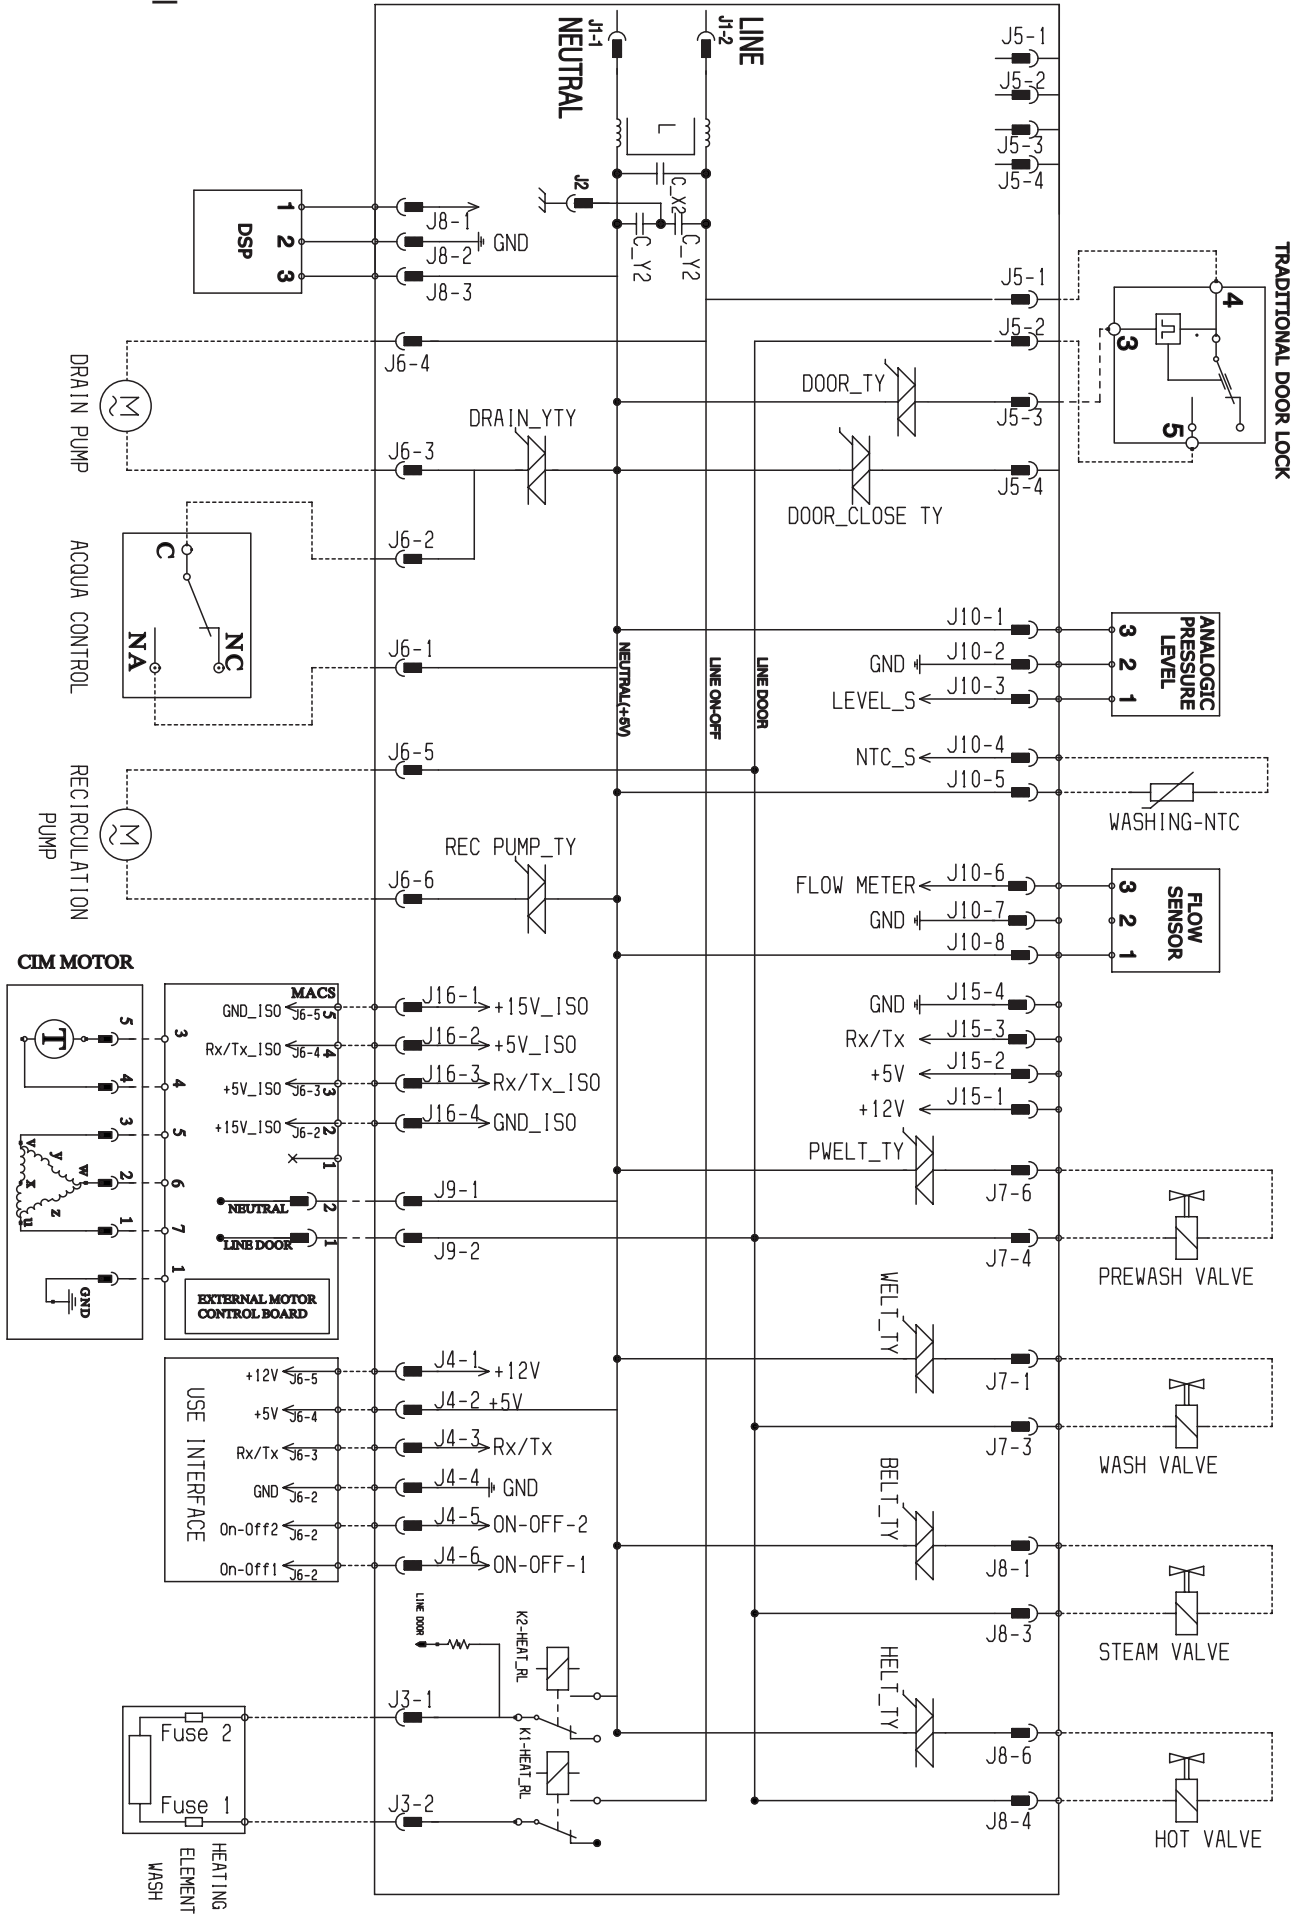 LINE
J1-2
J1-1
NEUTRAL
L
C_X2
C_Y2
C_Y2
J2
J5-1
J5-2
J5-3
J5-4
TRADITIONAL DOOR LOCK
4
3
5
J5-1
J5-2
J5-3
J5-4
DOOR_TY
DOOR_CLOSE TY
DSP
1
2
3
J8-1
J8-2
GND
J8-3
J6-4
DRAIN PUMP
M
DRAIN_YTY
J6-3
J6-2
ACQUA CONTROL
C
NA
NC
J6-1
NEUTRAL(+5V)
LINE ON-OFF
LINE DOOR
J6-5
RECIRCULATION
PUMP
M
REC PUMP_TY
J6-6
ANALOGIC
PRESSURE
LEVEL
3
2
1
J10-1
GND
J10-2
LEVEL_S
J10-3
NTC_S
J10-4
J10-5
WASHING-NTC
FLOW
SENSOR
3
2
1
FLOW METER
J10-6
GND
J10-7
J10-8
GND
J15-4
Rx/Tx
J15-3
+5V
J15-2
+12V
J15-1
PWELT_TY
J7-6
J7-4
PREWASH VALVE
WELT_TY
J7-1
J7-3
WASH VALVE
BELT_TY
J8-1
J8-3
STEAM VALVE
HELT_TY
J8-6
J8-4
HOT VALVE
CIM MOTOR
T
5
4
3
2
1
v
y
w
x
z
u
GND
3
4
5
6
7
1
MACS
GND_ISO
J6-5
5
Rx/Tx_ISO
J6-4
4
+5V_ISO
J6-3
3
+15V_ISO
J6-2
2
1
NEUTRAL
2
LINE DOOR
1
EXTERNAL MOTOR
CONTROL BOARD
J16-1
+15V_ISO
J16-2
+5V_ISO
J16-3
Rx/Tx_ISO
J16-4
GND_ISO
J9-1
J9-2
USE INTERFACE
+12V
J6-5
+5V
J6-4
Rx/Tx
J6-3
GND
J6-2
On-Off2
J6-2
On-Off1
J6-2
J4-1
+12V
J4-2
+5V
J4-3
Rx/Tx
J4-4
GND
J4-5
ON-OFF-2
J4-6
ON-OFF-1
LINE DOOR
K2-HEAT_RL
K1-HEAT_RL
J3-1
J3-2
Fuse 2
Fuse 1
HEATING
ELEMENT
WASH